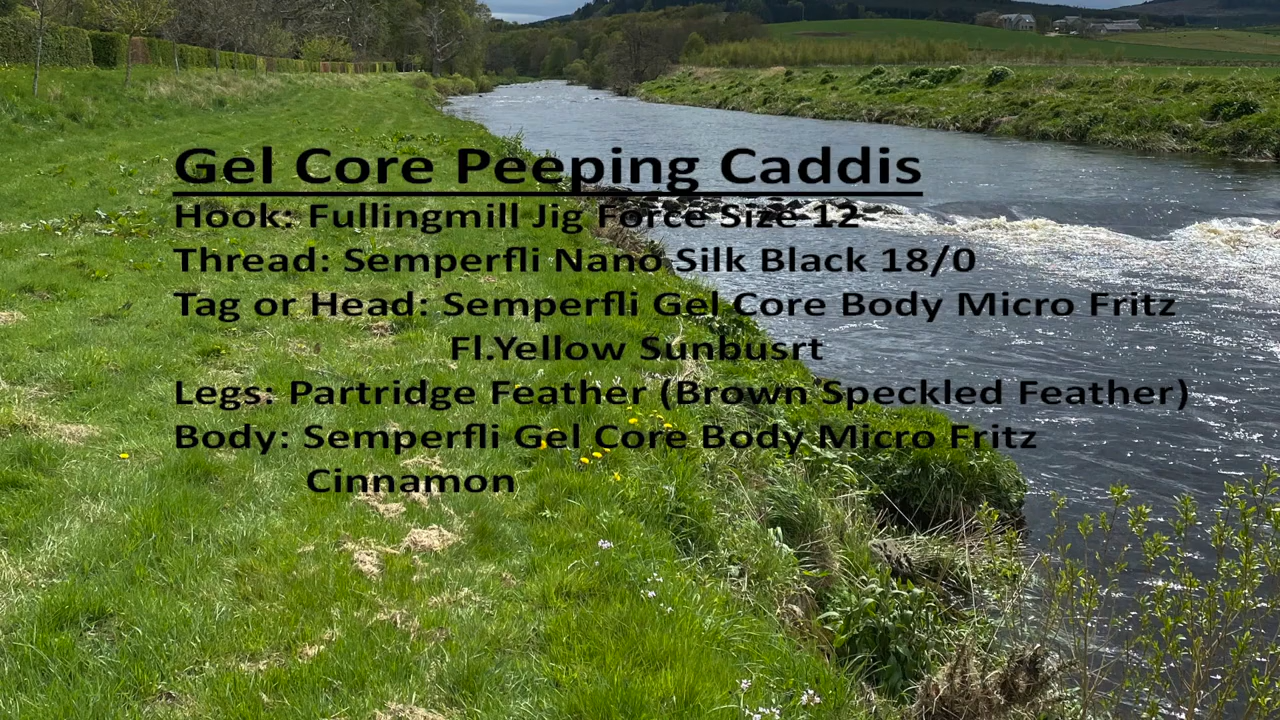 Gel Core Peeping Caddis
Hook: Fullingmill Jig Force Size 12
Thread: Semperfli Nano Silk Black 18/0
Tag or Head: Semperfli Gel Core Body Micro Fritz
Fl.Yellow Sunbusrt
Legs: Partridge Feather (Brown Speckled Feather)
Body: Semperfli Gel Core Body Micro Fritz
Cinnamon